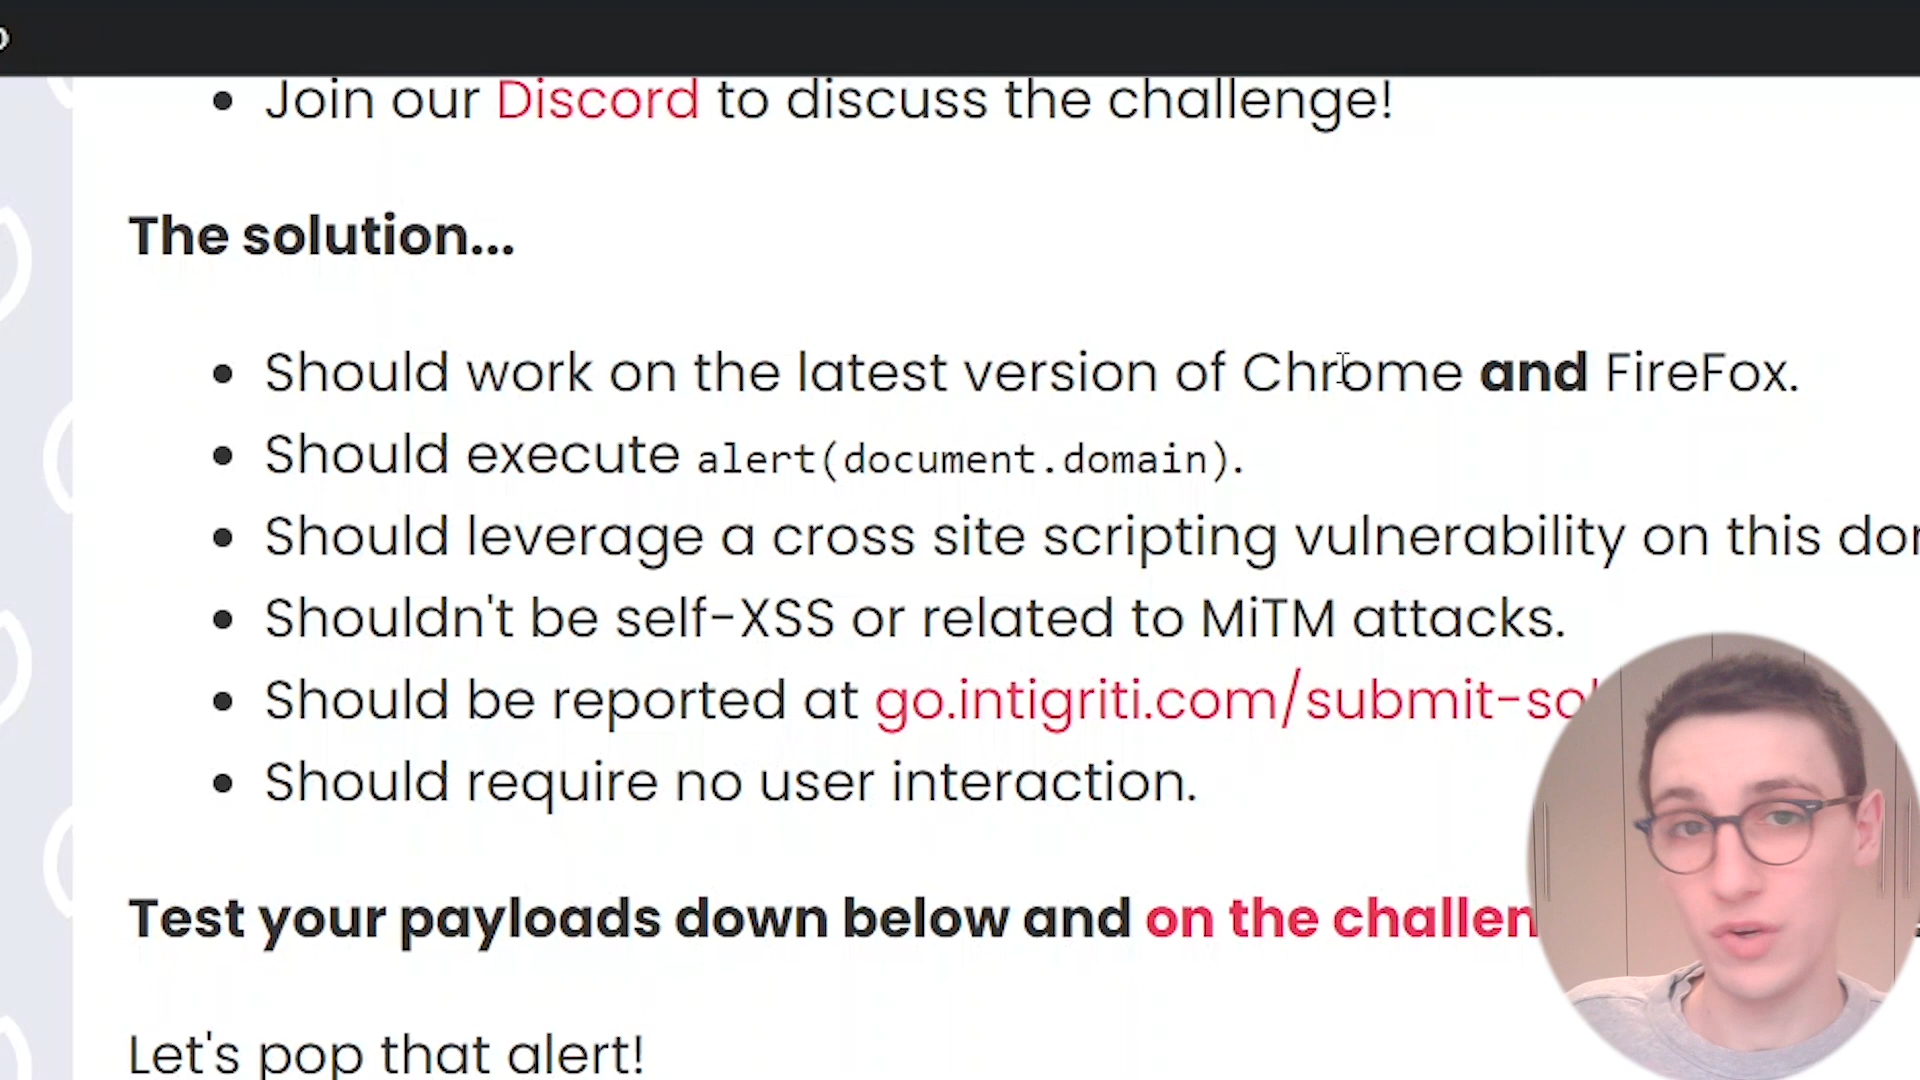 Join our Discord to discuss the challenge!
The solution...
Should work on the latest version of Chrome and FireFox.
Should execute alert(document.domain).
Should leverage a cross site scripting vulnerability on this
Shouldn't be self-XSS or related to MiTM attacks.
Should be reported at go.intigriti.com/submit-so
Should require no user interaction.
Test your payloads down below and on the challen
Let's pop that alert!